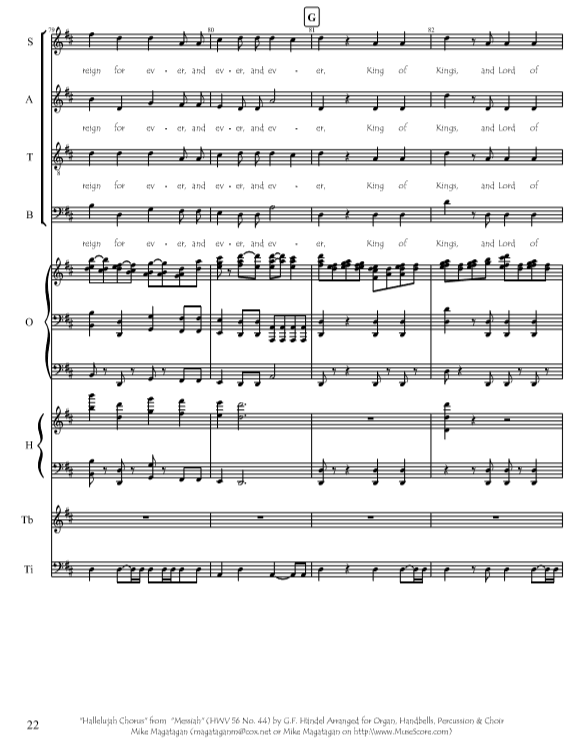 G
79 80 81 82
S
reign for ev - er, and ev - er, and ev - er, King of Kings, and Lord of
A
reign for ev - er, and ev - er, and ev - er, King of Kings, and Lord of
T
8
reign for ev - er, and ev - er, and ev - er, King of Kings, and Lord of
B
reign for ev - er, and ev - er, and ev - er, King of Kings, and Lord of
O
H
Tb
Ti
22
"Hallelujah Chorus" from "Messiah" (HWV 56 No. 44) by G.F. Händel Arranged for Organ, Handbells, Percussion & Choir
Mike Magatagan (magataganm@cox.net or Mike Magatagan on http:\\www.MuseScore.com)